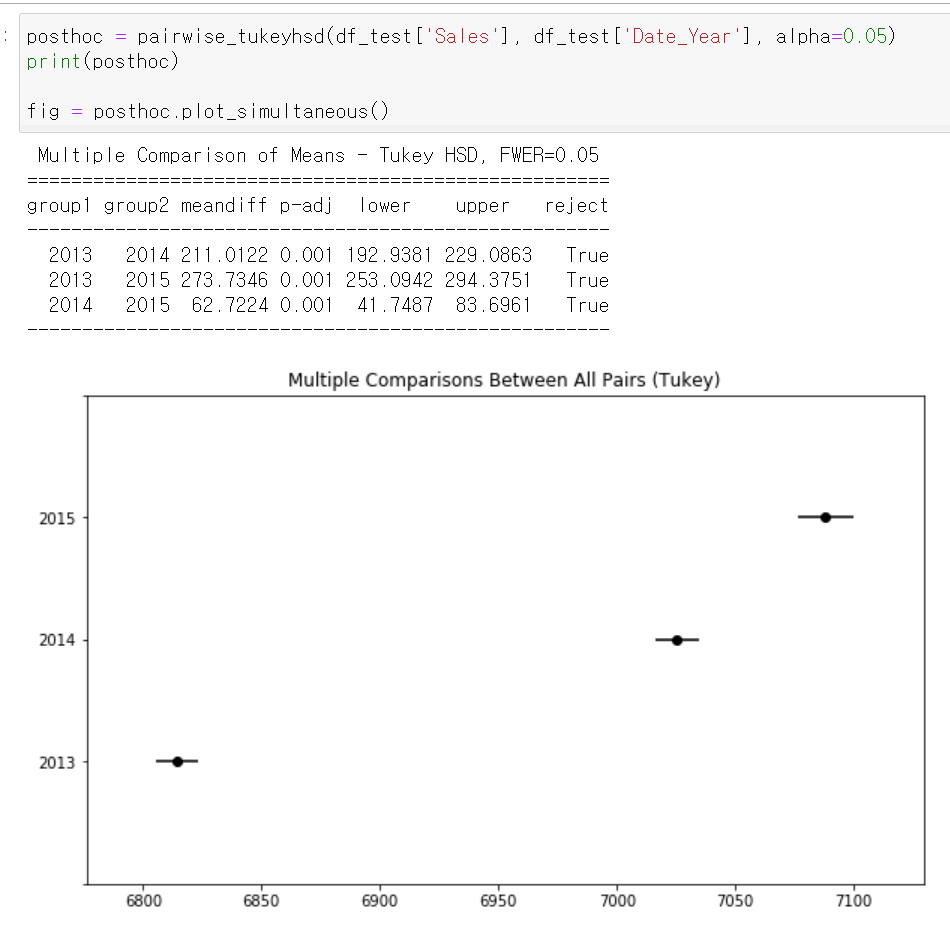 :
posthoc = pairwise_tukeyhsd(df_test['Sales'], df_test['Date_Year'], alpha=0.05)
print(posthoc)
fig = posthoc.plot_simultaneous()
Multiple Comparison of Means - Tukey HSD, FWER=0.05
=====================================================
group1 group2 meandiff p-adj lower upper reject
-----------------------------------------------------
2013 2014 211.0122 0.001 192.9381 229.0863 True
2013 2015 273.7346 0.001 253.0942 294.3751 True
2014 2015 62.7224 0.001 41.7487 83.6961 True
-----------------------------------------------------
Multiple Comparisons Between All Pairs (Tukey)
2015
2014
2013
6800 6850 6900 6950 7000 7050 7100